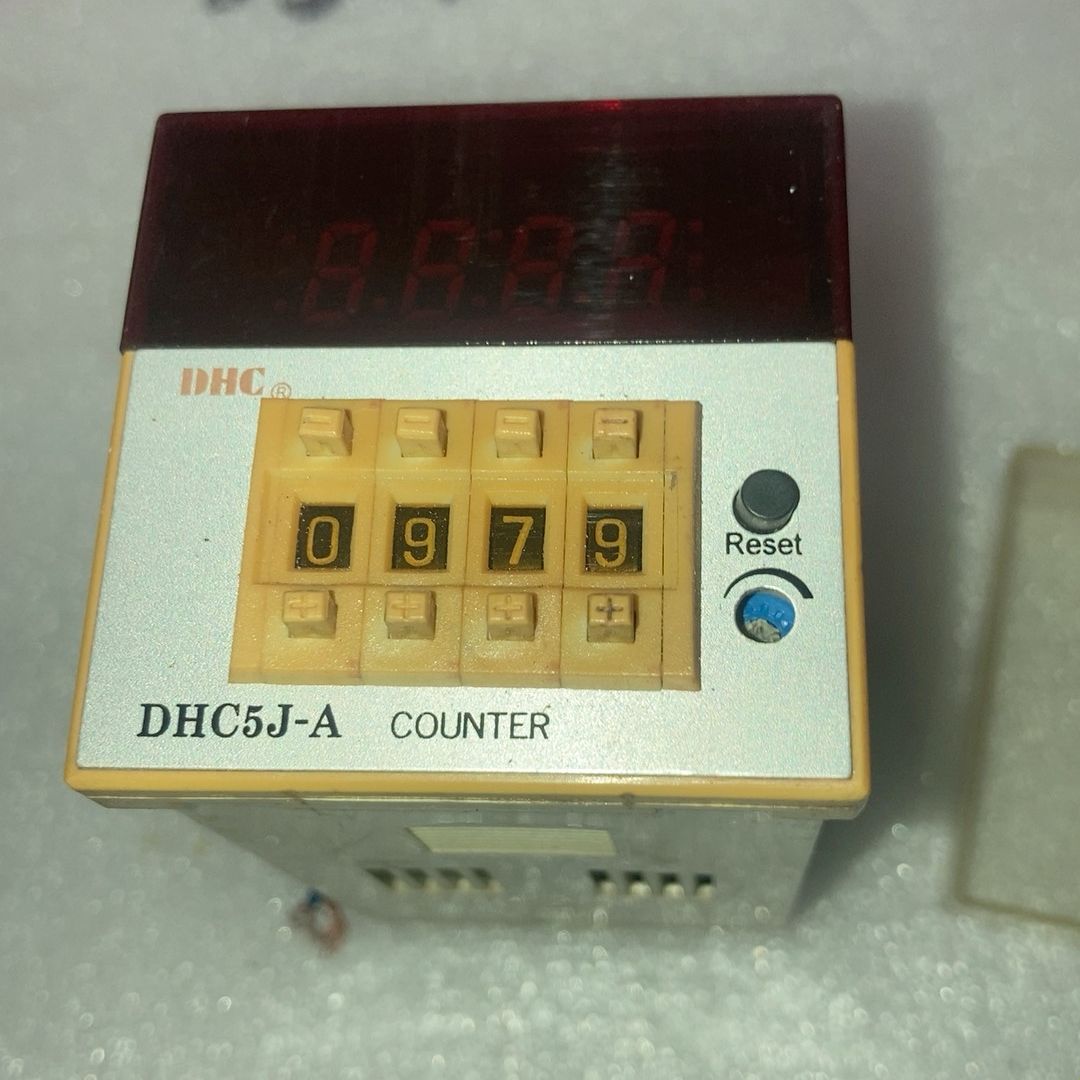 DHC®
- - - -
0979
+ + + +
Reset
DHC5J-A COUNTER